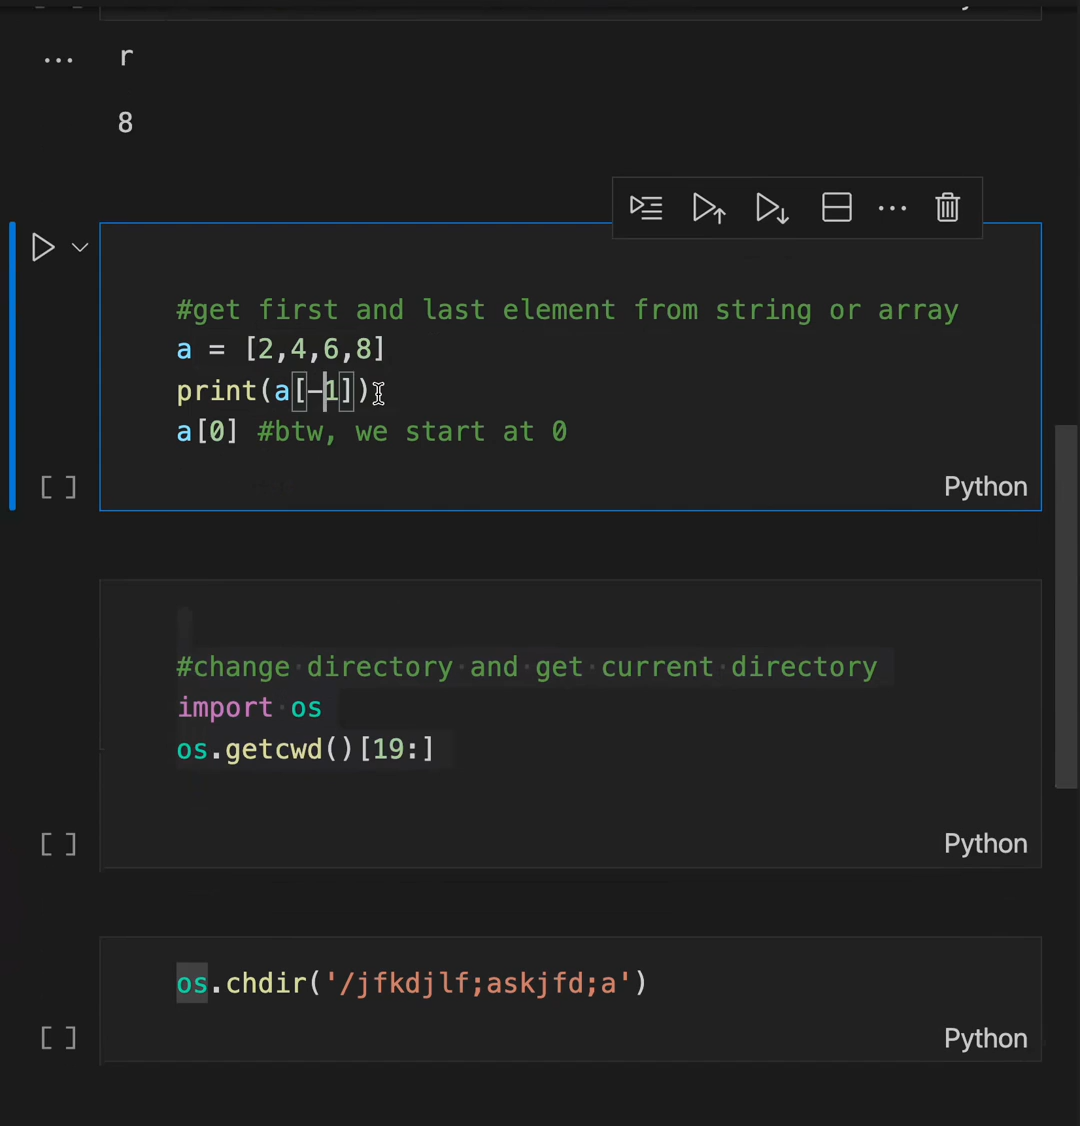 ... r
8
...
#get first and last element from string or array
a = [2,4,6,8]
print(a[-1])
a[0] #btw, we start at 0
[ ] Python
#change directory and get current directory
import os
os.getcwd()[19:]
[ ] Python
os.chdir('/jfkdjlf;askjfd;a')
[ ] Python